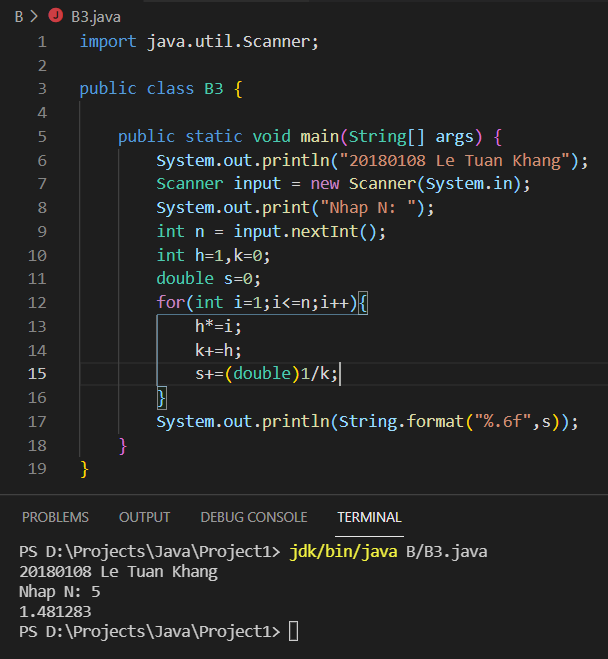 B > J B3.java
1 import java.util.Scanner;
2
3 public class B3 {
4
5     public static void main(String[] args) {
6         System.out.println("20180108 Le Tuan Khang");
7         Scanner input = new Scanner(System.in);
8         System.out.print("Nhap N: ");
9         int n = input.nextInt();
10         int h=1,k=0;
11         double s=0;
12         for(int i=1;i<=n;i++){
13             h*=i;
14             k+=h;
15             s+=(double)1/k;
16         }
17         System.out.println(String.format("%.6f",s));
18     }
19 }
PROBLEMS OUTPUT DEBUG CONSOLE TERMINAL
PS D:\Projects\Java\Project1> jdk/bin/java B/B3.java
20180108 Le Tuan Khang
Nhap N: 5
1.481283
PS D:\Projects\Java\Project1>